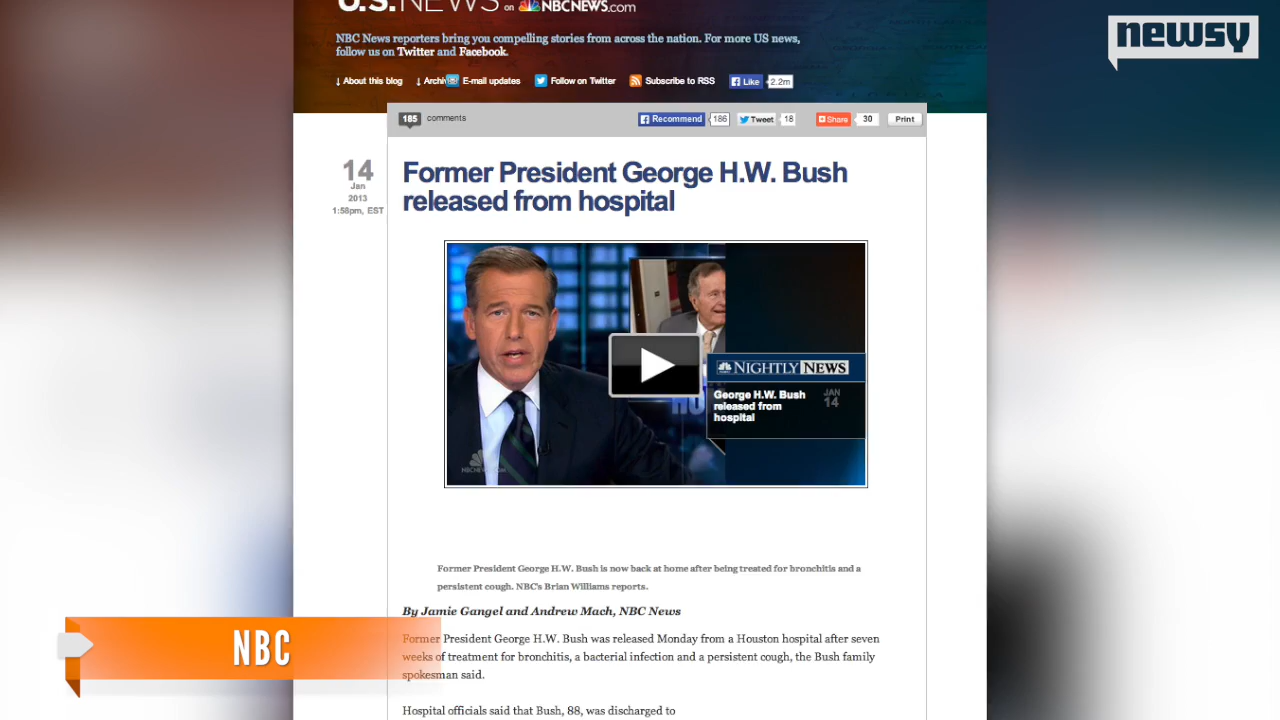 U.S. NEWS on NBCNEWS.com
newsy
NBC News reporters bring you compelling stories from across the nation. For more US news,
follow us on Twitter and Facebook.
↓ About this blog ↓ Archiv E-mail updates Follow on Twitter Subscribe to RSS Like 2.2m
185 comments Recommend 186 Tweet 18 Share 30 Print
14
Jan
2013
1:58pm, EST
Former President George H.W. Bush
released from hospital
NIGHTLY NEWS
George H.W. Bush
released from
hospital
JAN
14
NBCNEWS.COM
Former President George H.W. Bush is now back at home after being treated for bronchitis and a
persistent cough. NBC's Brian Williams reports.
By Jamie Gangel and Andrew Mach, NBC News
Former President George H.W. Bush was released Monday from a Houston hospital after seven
weeks of treatment for bronchitis, a bacterial infection and a persistent cough, the Bush family
spokesman said.
Hospital officials said that Bush, 88, was discharged to
NBC